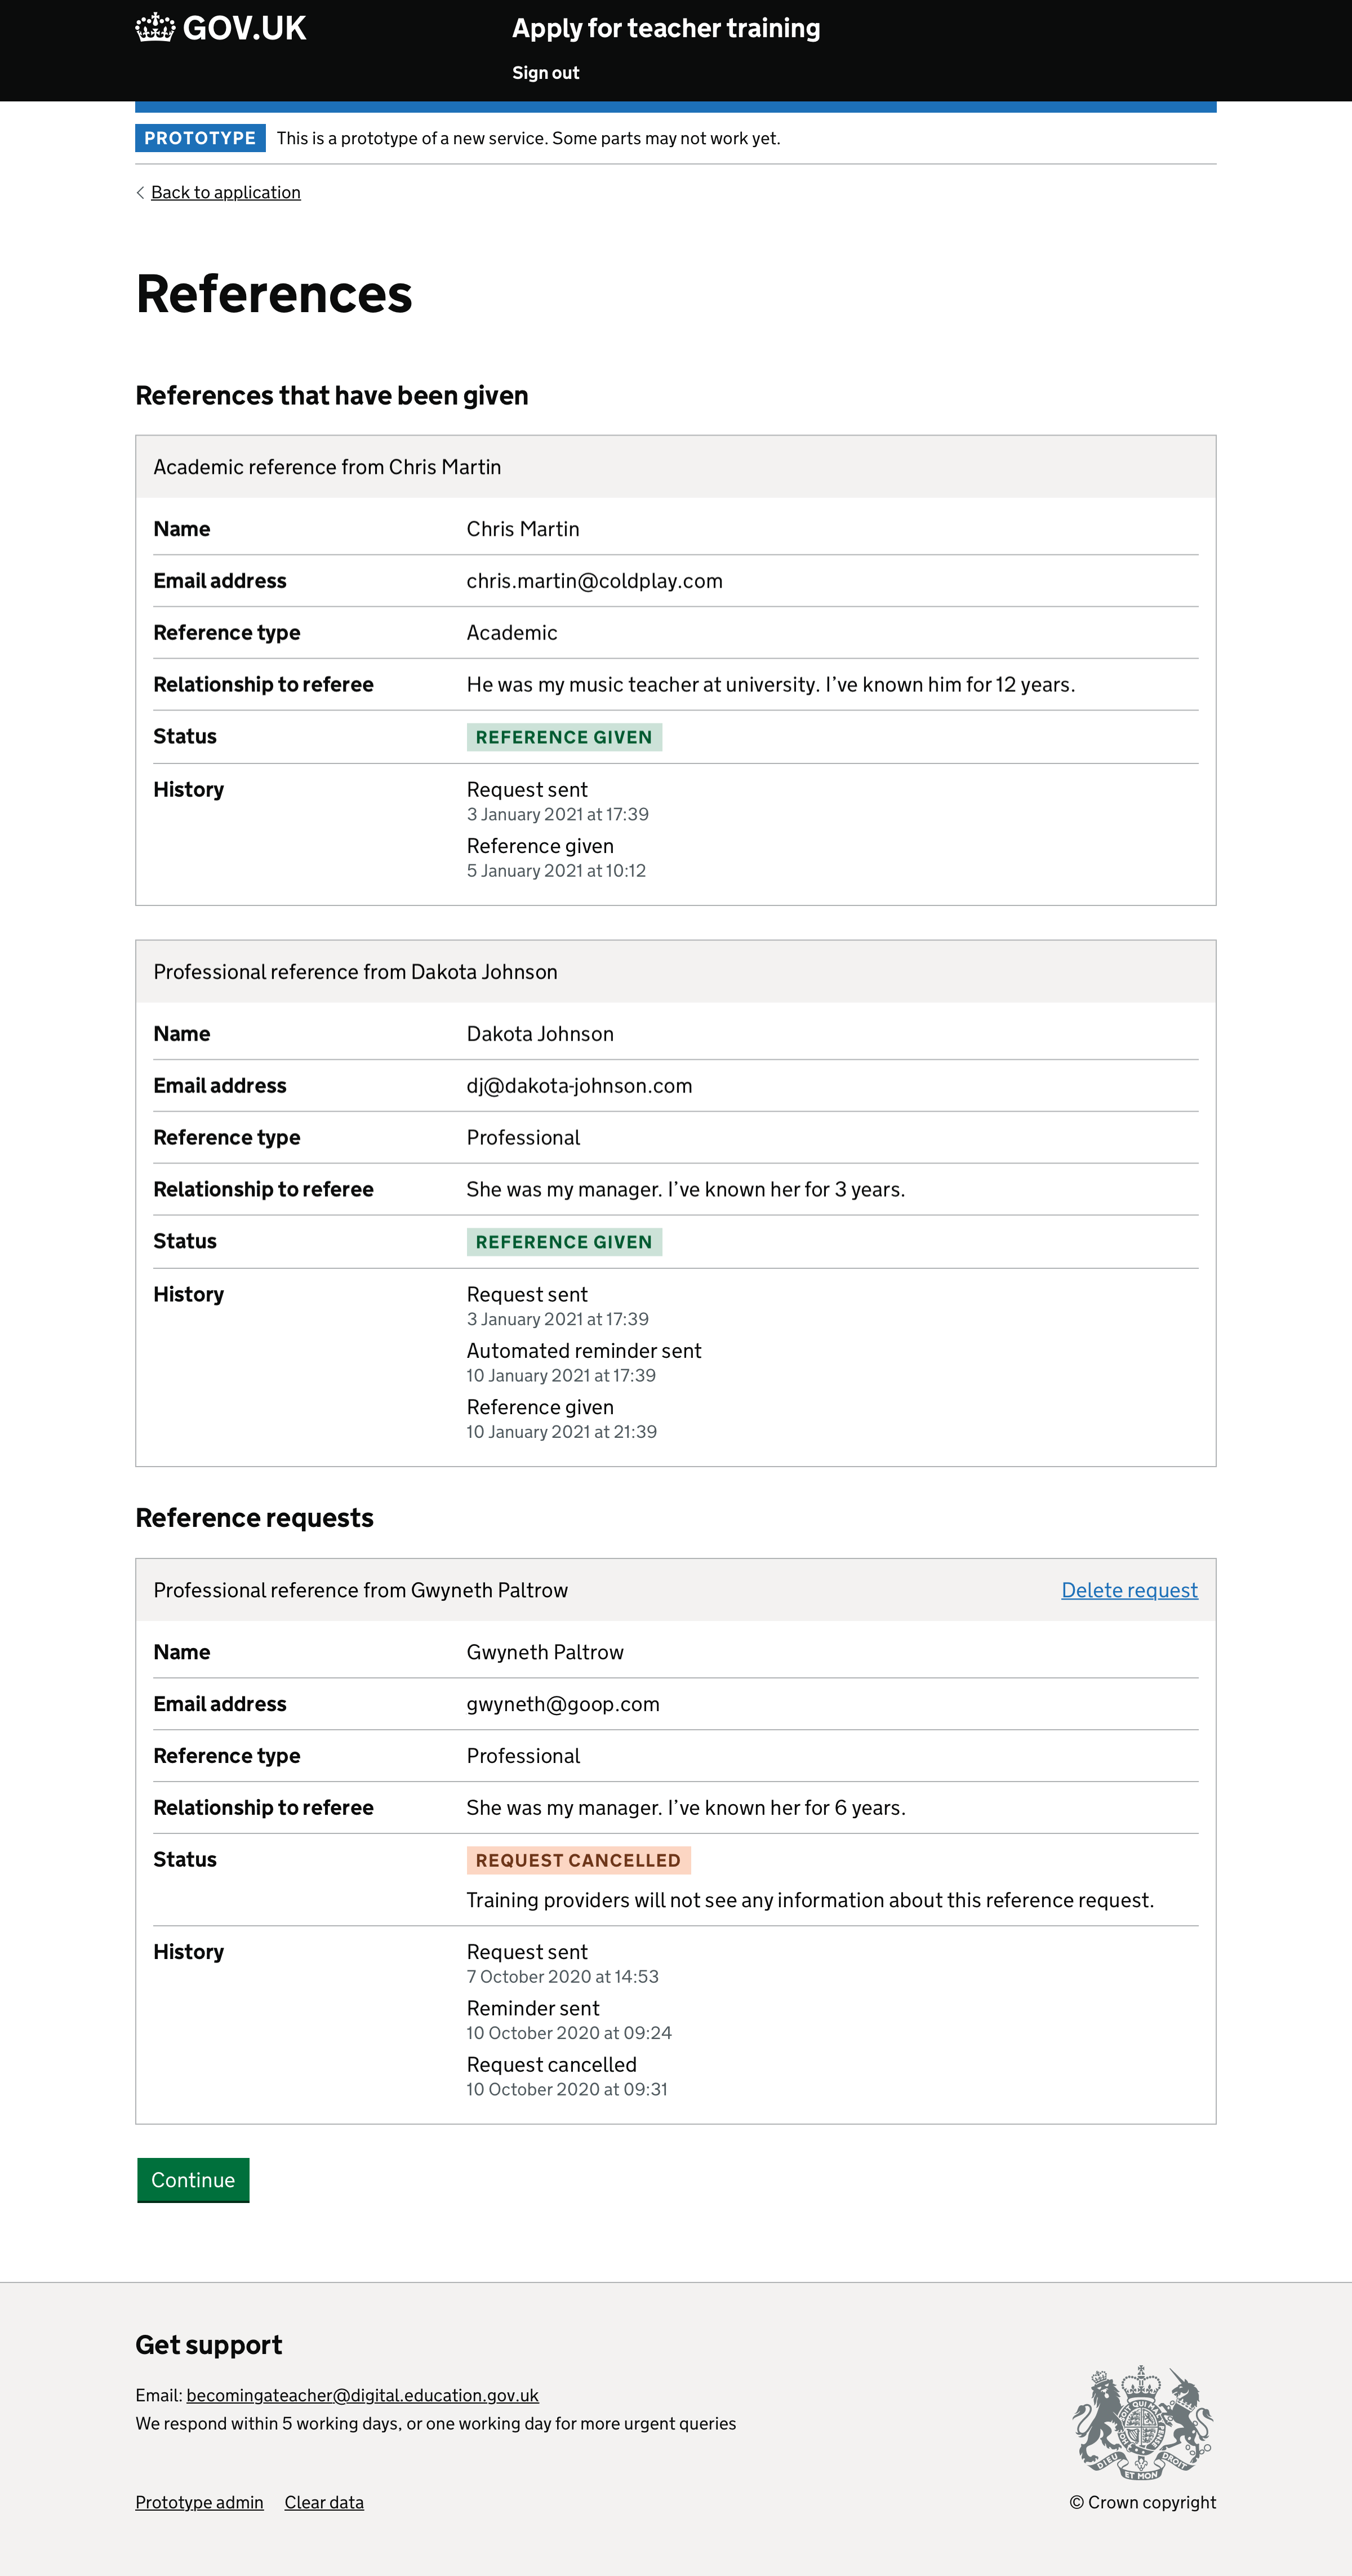 GOV.UK
Apply for teacher training
Sign out
PROTOTYPE This is a prototype of a new service. Some parts may not work yet.
Back to application
References
References that have been given
Academic reference from Chris Martin
Name Chris Martin
Email address chris.martin@coldplay.com
Reference type Academic
Relationship to referee He was my music teacher at university. I’ve known him for 12 years.
Status REFERENCE GIVEN
History Request sent
3 January 2021 at 17:39
Reference given
5 January 2021 at 10:12
Professional reference from Dakota Johnson
Name Dakota Johnson
Email address dj@dakota-johnson.com
Reference type Professional
Relationship to referee She was my manager. I’ve known her for 3 years.
Status REFERENCE GIVEN
History Request sent
3 January 2021 at 17:39
Automated reminder sent
10 January 2021 at 17:39
Reference given
10 January 2021 at 21:39
Reference requests
Professional reference from Gwyneth Paltrow Delete request
Name Gwyneth Paltrow
Email address gwyneth@goop.com
Reference type Professional
Relationship to referee She was my manager. I’ve known her for 6 years.
Status REQUEST CANCELLED
Training providers will not see any information about this reference request.
History Request sent
7 October 2020 at 14:53
Reminder sent
10 October 2020 at 09:24
Request cancelled
10 October 2020 at 09:31
Continue
Get support
Email: becomingateacher@digital.education.gov.uk
We respond within 5 working days, or one working day for more urgent queries
DIEU ET MON DROIT
Prototype admin Clear data
© Crown copyright